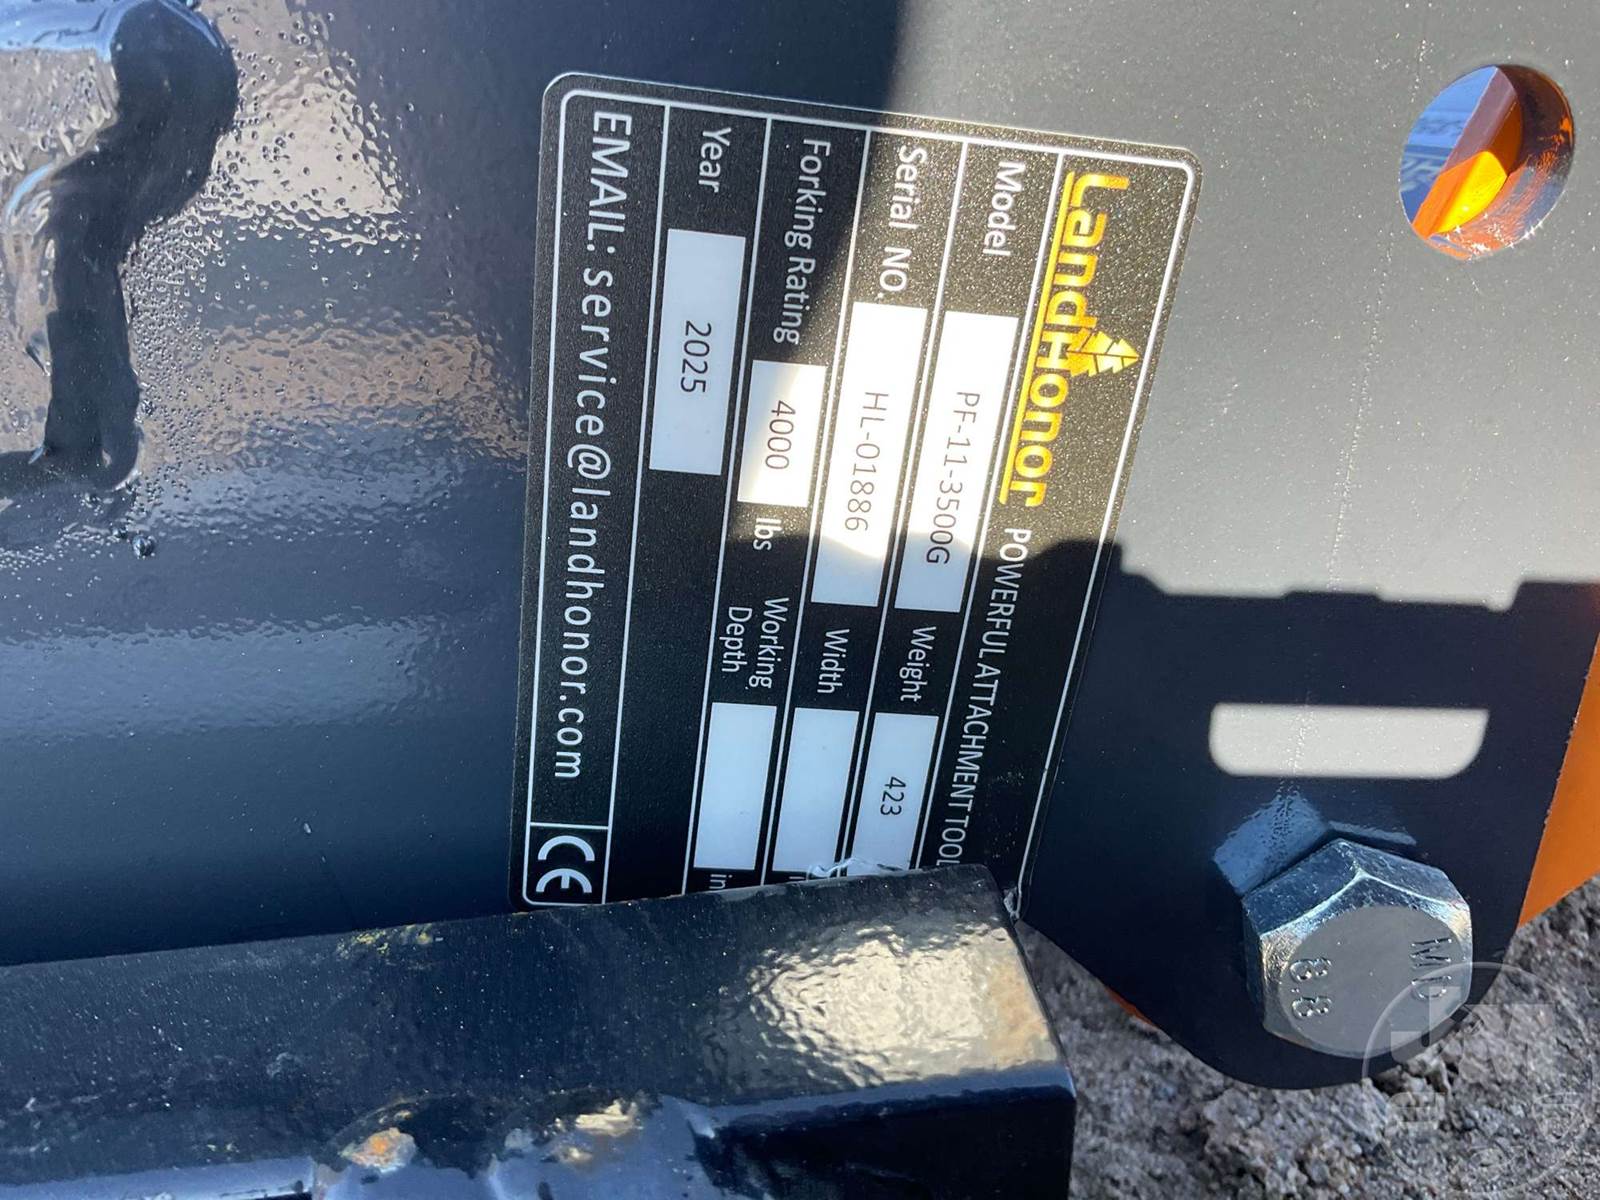 LandHonor POWERFUL ATTACHMENT TOOL
Model PF-11-3500G Weight 423
Serial NO. HL-01886 Width
Forking Rating 4000 lbs Working Depth in
Year 2025
EMAIL: service@landhonor.com CE
8.8